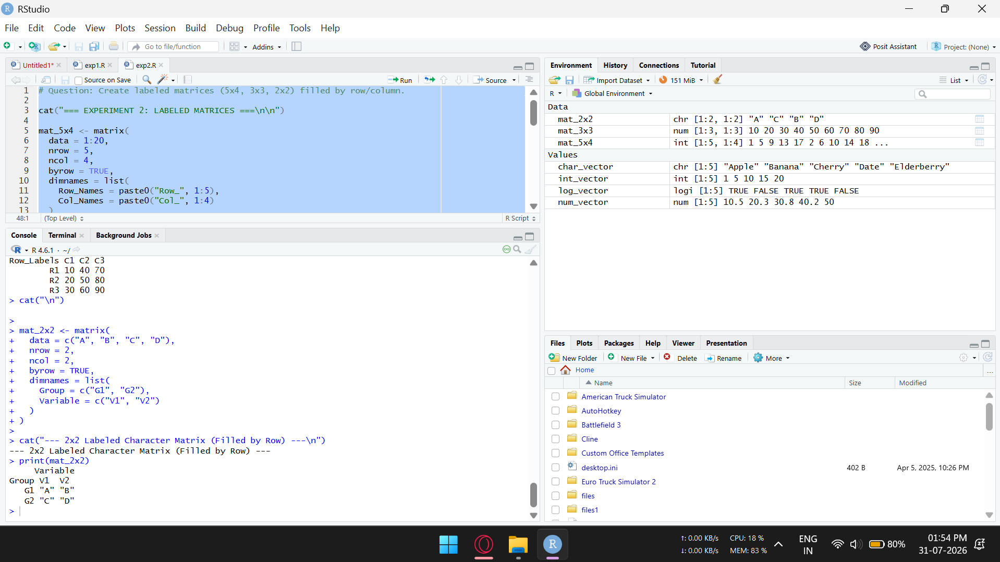 RStudio
File Edit Code View Plots Session Build Debug Profile Tools Help
Go to file/function Addins Posit Assistant Project: (None)
Untitled1* exp1.R exp2.R
Source on Save Run Source
1 # Question: Create labeled matrices (5x4, 3x3, 2x2) filled by row/column.
2
3 cat("=== EXPERIMENT 2: LABELED MATRICES ===\n\n")
4
5 mat_5x4 <- matrix(
6 data = 1:20,
7 nrow = 5,
8 ncol = 4,
9 byrow = TRUE,
10 dimnames = list(
11 Row_Names = paste0("Row_", 1:5),
12 Col_Names = paste0("Col_", 1:4)
13 )
48:1 (Top Level) R Script
Console Terminal Background Jobs
R 4.6.1 · ~/
Row_Labels C1 C2 C3
R1 10 40 70
R2 20 50 80
R3 30 60 90
> cat("\n")
>
> mat_2x2 <- matrix(
+ data = c("A", "B", "C", "D"),
+ nrow = 2,
+ ncol = 2,
+ byrow = TRUE,
+ dimnames = list(
+ Group = c("G1", "G2"),
+ Variable = c("V1", "V2")
+ )
+ )
>
> cat("--- 2x2 Labeled Character Matrix (Filled by Row) ---\n")
--- 2x2 Labeled Character Matrix (Filled by Row) ---
> print(mat_2x2)
Variable
Group V1 V2
G1 "A" "B"
G2 "C" "D"
>
Environment History Connections Tutorial
Import Dataset 151 MiB List
R Global Environment
Data
mat_2x2 chr [1:2, 1:2] "A" "C" "B" "D"
mat_3x3 num [1:3, 1:3] 10 20 30 40 50 60 70 80 90
mat_5x4 int [1:5, 1:4] 1 5 9 13 17 2 6 10 14 18 ...
Values
char_vector chr [1:5] "Apple" "Banana" "Cherry" "Date" "Elderberry"
int_vector int [1:5] 1 5 10 15 20
log_vector logi [1:5] TRUE FALSE TRUE TRUE FALSE
num_vector num [1:5] 10.5 20.3 30.8 40.2 50
Files Plots Packages Help Viewer Presentation
New Folder New File Delete Rename More
Home ...
Name Size Modified
American Truck Simulator
AutoHotkey
Battlefield 3
Cline
Custom Office Templates
desktop.ini 402 B Apr 5, 2025, 10:26 PM
Euro Truck Simulator 2
files
files1
↑: 0.00 KB/s CPU: 18 % ENG 80% 01:54 PM
↓: 0.00 KB/s MEM: 83 % IN 31-07-2026